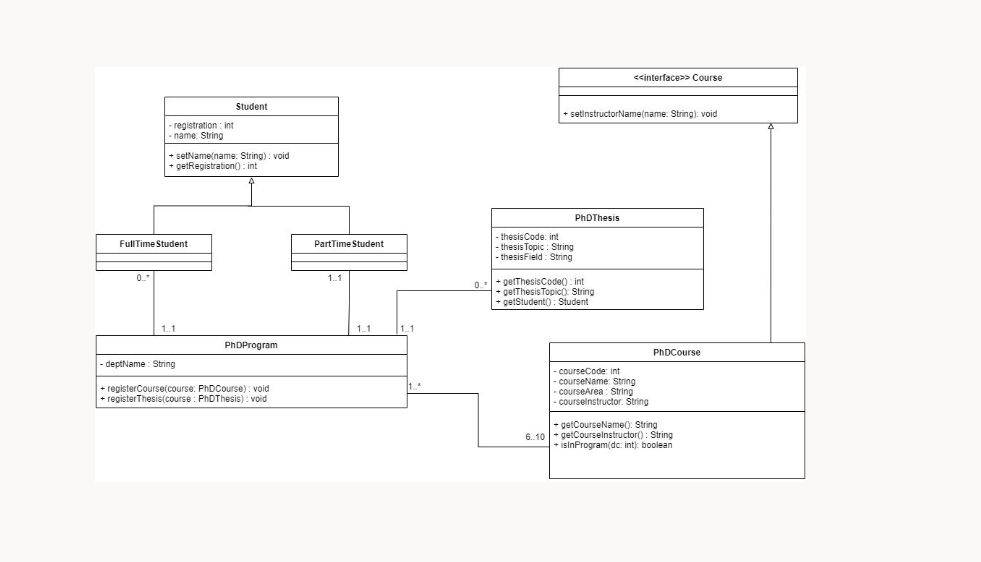 <<interface>> Course
+ setInstructorName(name: String): void
Student
- registration : int
- name: String
+ setName(name: String) : void
+ getRegistration() : int
FullTimeStudent
PartTimeStudent
PhDThesis
- thesisCode: int
- thesisTopic : String
- thesisField : String
+ getThesisCode() : int
+ getThesisTopic(): String
+ getStudent() : Student
0..*
1..1
0..*
1..1
1..1
1..1
PhDProgram
- deptName : String
+ registerCourse(course: PhDCourse) : void
+ registerThesis(course : PhDThesis) : void
1..*
6..10
PhDCourse
- courseCode: int
- courseName: String
- courseArea : String
- courseInstructor: String
+ getCourseName(): String
+ getCourseInstructor() : String
+ isInProgram(dc: int): boolean